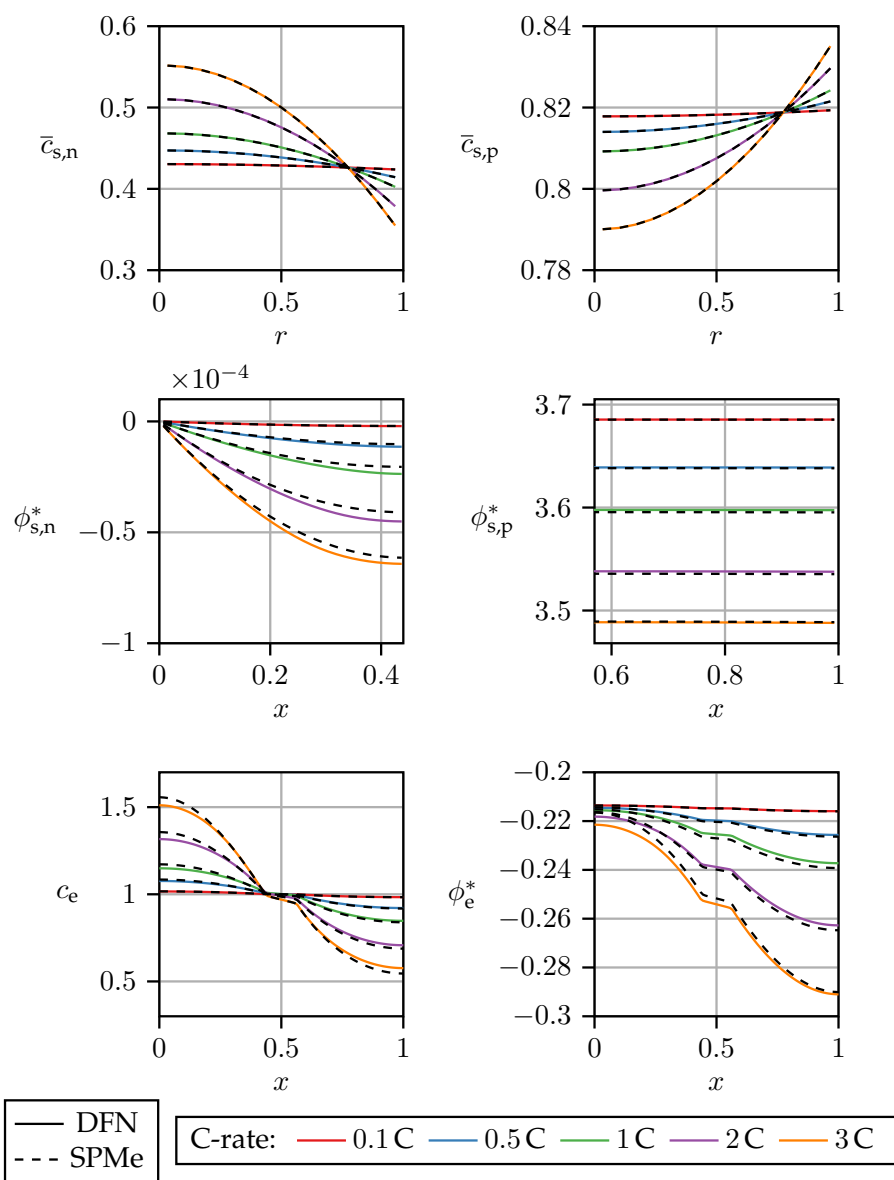 0.6
0.5
0.4
0.3
c̅s,n
0
0.5
1
r
0.84
0.82
0.8
0.78
c̅s,p
0
0.5
1
r
×10−4
0
−0.5
−1
ϕ*s,n
0
0.2
0.4
x
3.7
3.6
3.5
ϕ*s,p
0.6
0.8
1
x
1.5
1
0.5
ce
0
0.5
1
x
−0.2
−0.22
−0.24
−0.26
−0.28
−0.3
ϕ*e
0
0.5
1
x
DFN
SPMe
C-rate: 0.1 C 0.5 C 1 C 2 C 3 C